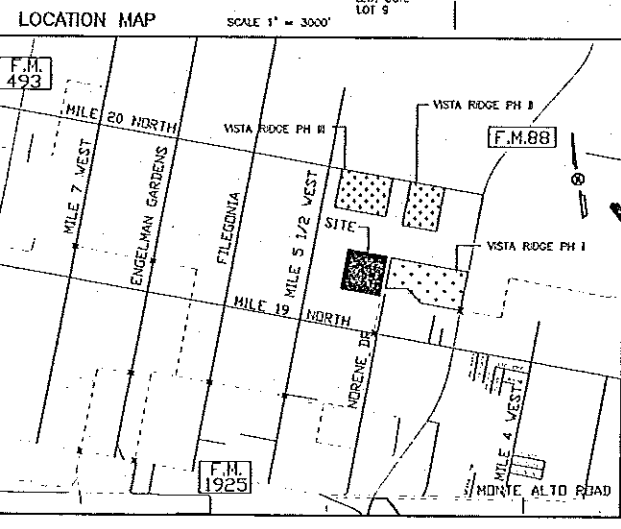 LOT 9
LOCATION MAP
SCALE 1" = 3000'
F.M.
493
MILE 20 NORTH
VISTA RIDGE PH III
VISTA RIDGE PH II
F.M.88
MILE 7 WEST
ENGELMAN GARDENS
FILEGONIA
MILE 5 1/2 WEST
SITE
VISTA RIDGE PH I
MILE 19 NORTH
NORENE DR
MILE 4 WEST
F.M.
1925
MONTE ALTO ROAD